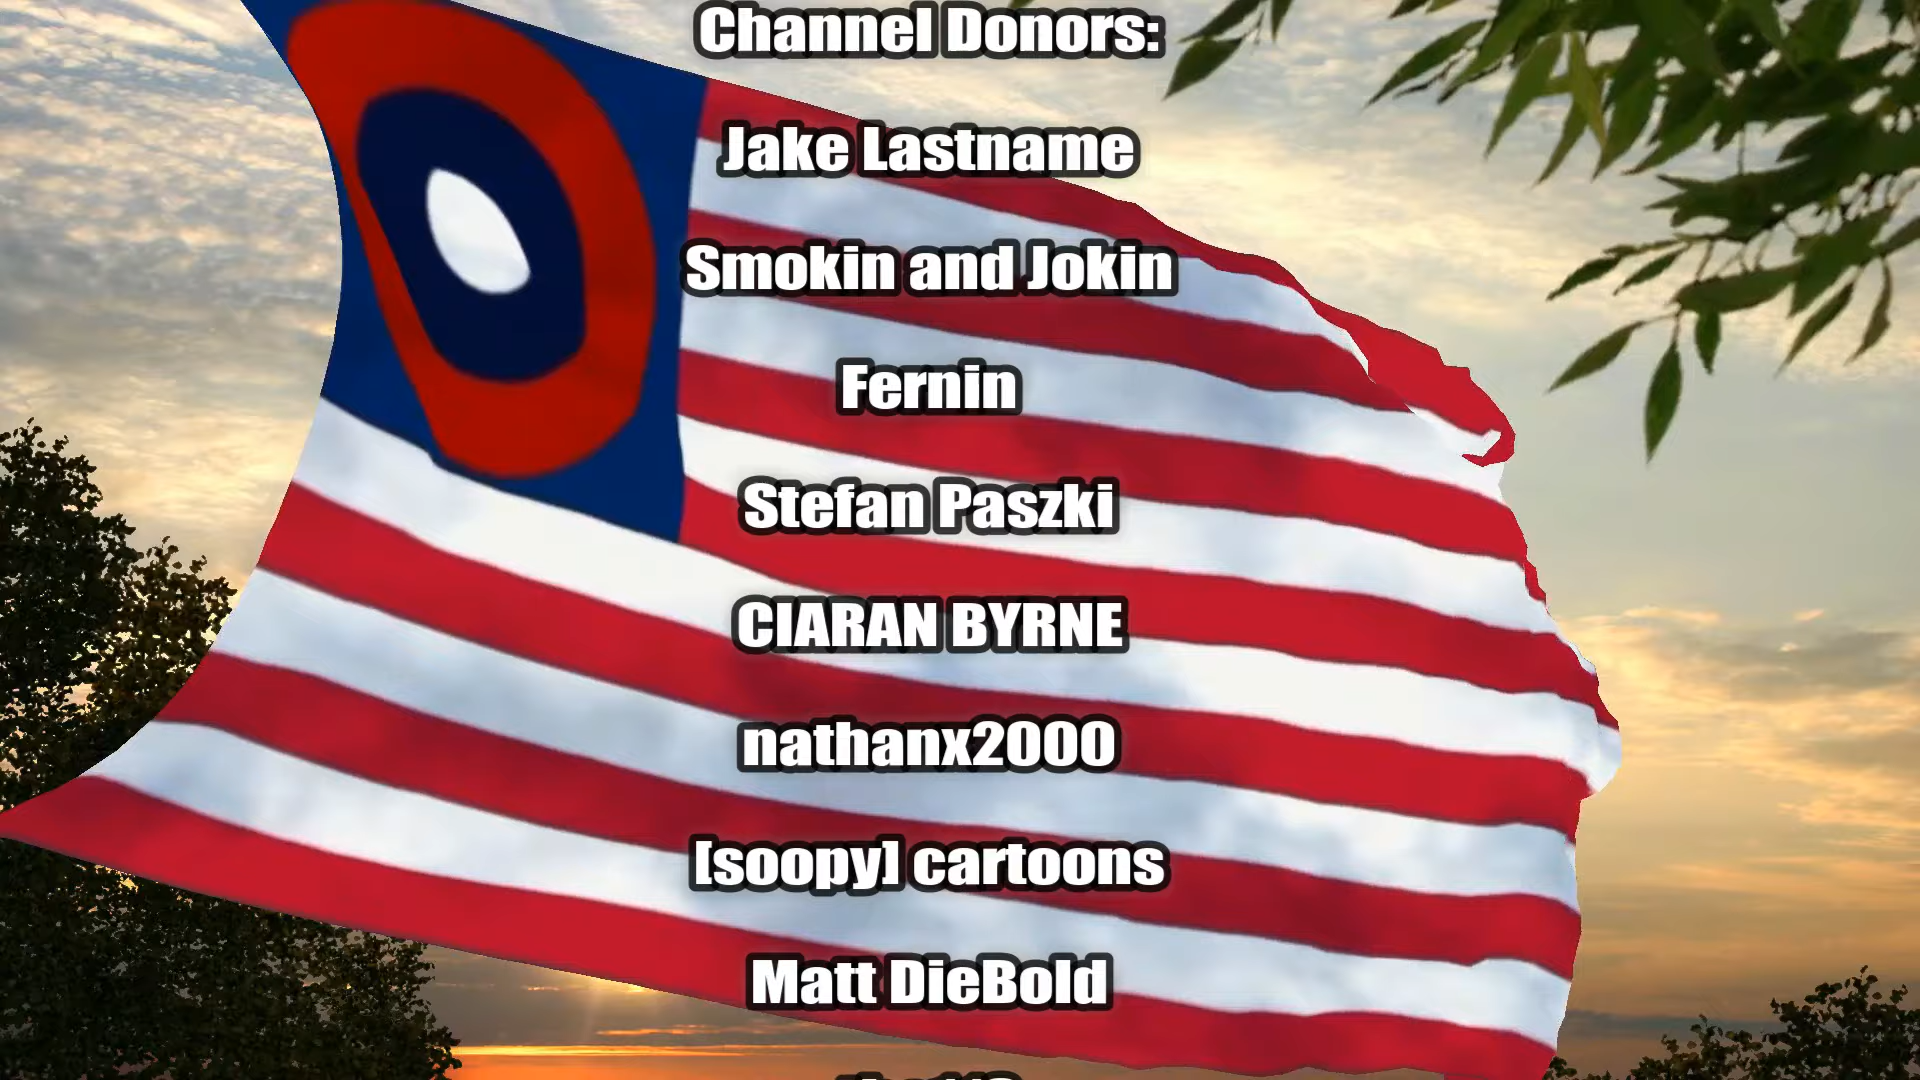 Channel Donors:
Jake Lastname
Smokin and Jokin
Fernin
Stefan Paszki
CIARAN BYRNE
nathanx2000
[soopy] cartoons
Matt DieBold